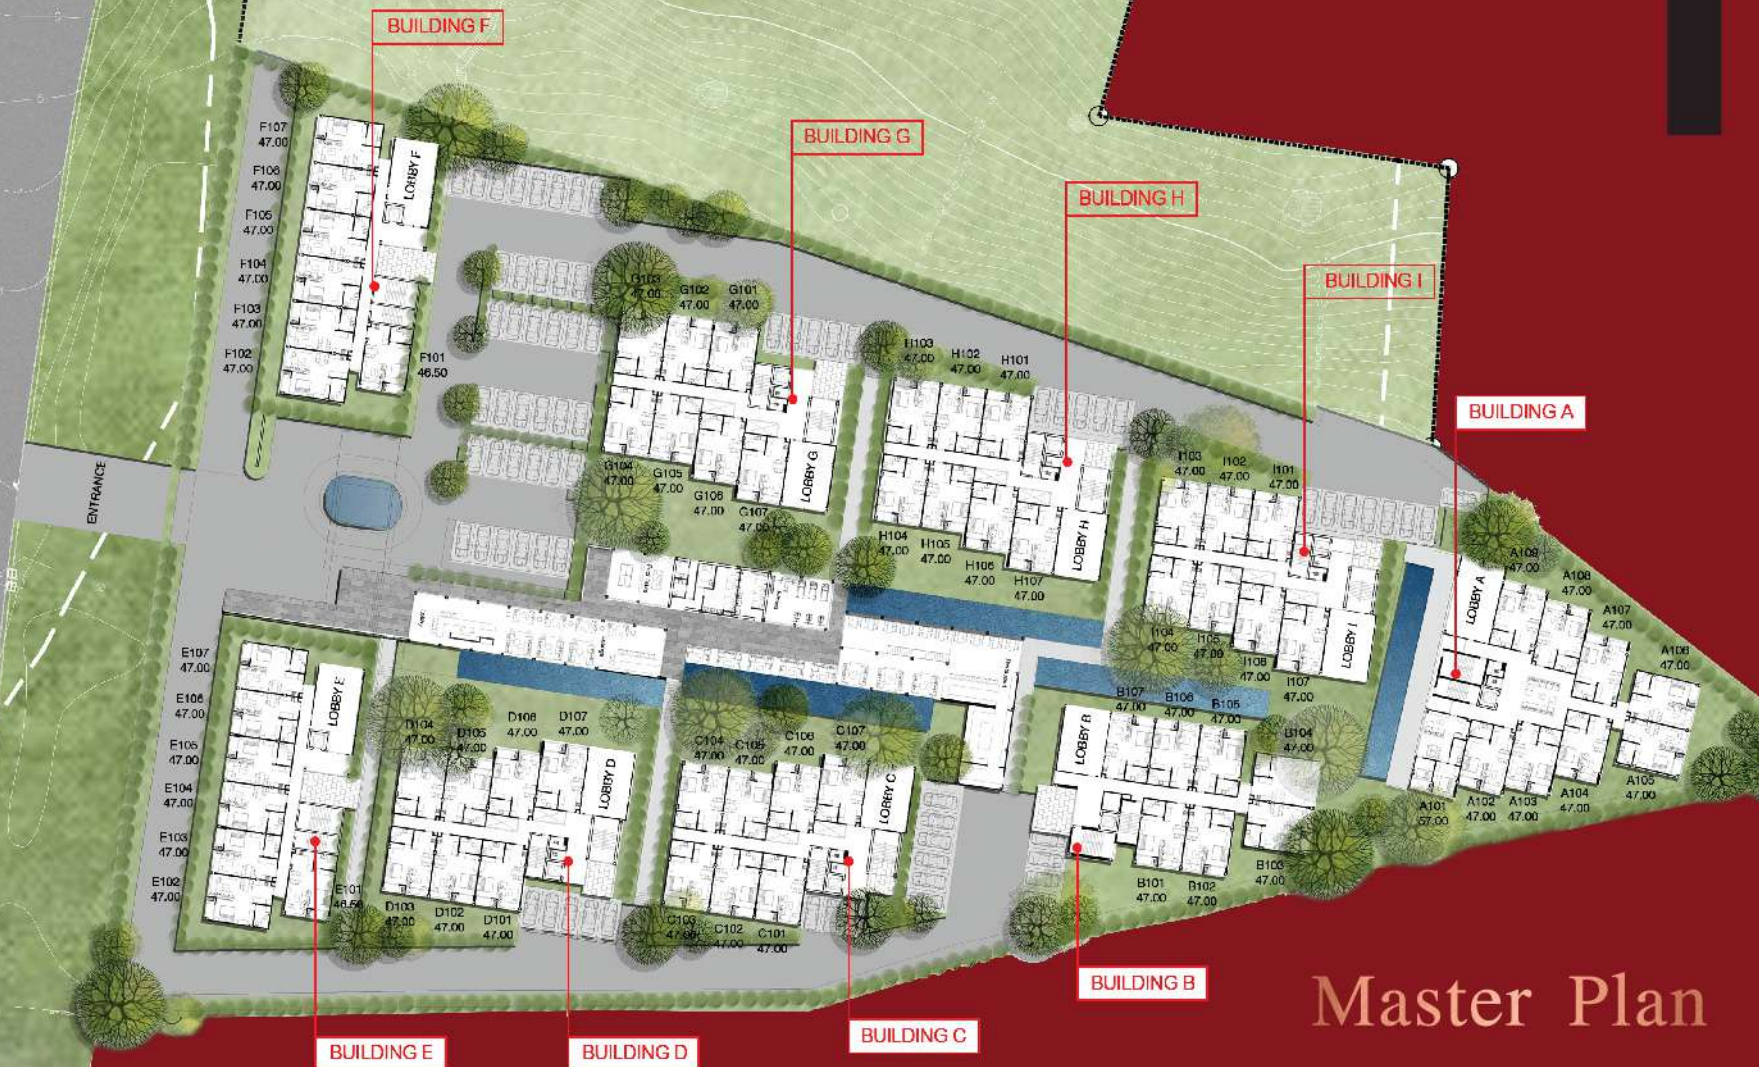 BUILDING F
BUILDING G
BUILDING H
BUILDING I
BUILDING A
F107
47.00
F106
47.00
F105
47.00
F104
47.00
F103
47.00
F102
47.00
F101
46.50
LOBBY F
ENTRANCE
G103
47.00
G102
47.00
G101
47.00
G104
47.00
G105
47.00
G106
47.00
G107
47.00
LOBBY G
H103
47.00
H102
47.00
H101
47.00
H104
47.00
H105
47.00
H106
47.00
H107
47.00
LOBBY H
I103
47.00
I102
47.00
I101
47.00
I104
47.00
I105
47.00
I106
47.00
I107
47.00
LOBBY I
LOBBY A
A109
47.00
A108
47.00
A107
47.00
A106
47.00
A105
47.00
A104
47.00
A103
47.00
A102
47.00
A101
57.00
E107
47.00
E106
47.00
E105
47.00
E104
47.00
E103
47.00
E102
47.00
E101
46.50
LOBBY E
D104
47.00
D105
47.00
D106
47.00
D107
47.00
LOBBY D
D103
47.00
D102
47.00
D101
47.00
C104
47.00
C105
47.00
C106
47.00
C107
47.00
LOBBY C
C103
47.00
C102
47.00
C101
47.00
B107
47.00
B106
47.00
B105
47.00
B104
47.00
LOBBY B
B101
47.00
B102
47.00
B103
47.00
BUILDING B
BUILDING C
BUILDING D
BUILDING E
Master Plan